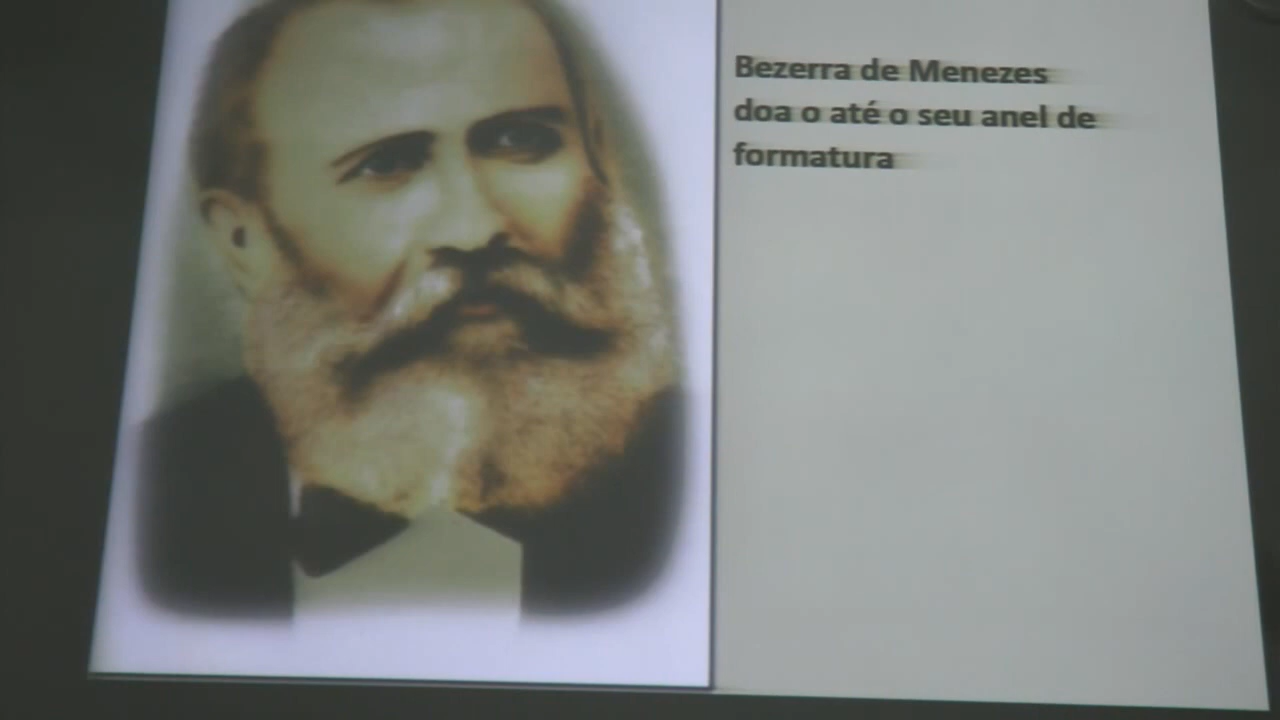 Bezerra de Menezes
doa o até o seu anel de
formatura